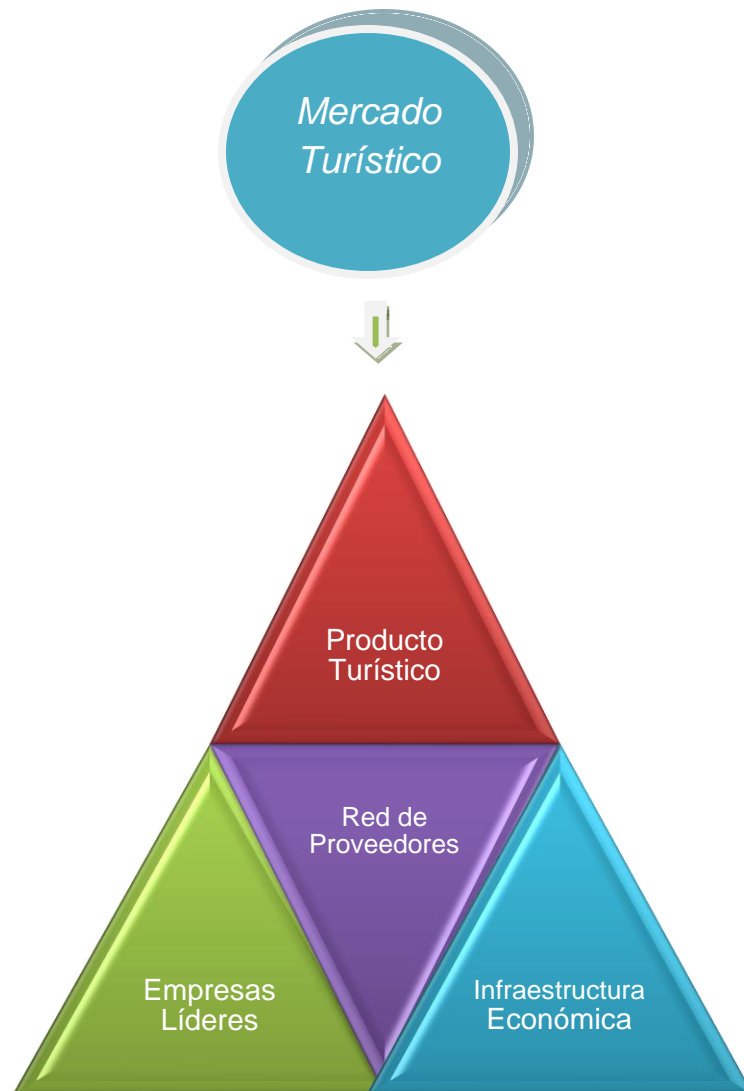 Mercado
Turístico
Producto
Turístico
Red de
Proveedores
Empresas
Líderes
Infraestructura
Económica